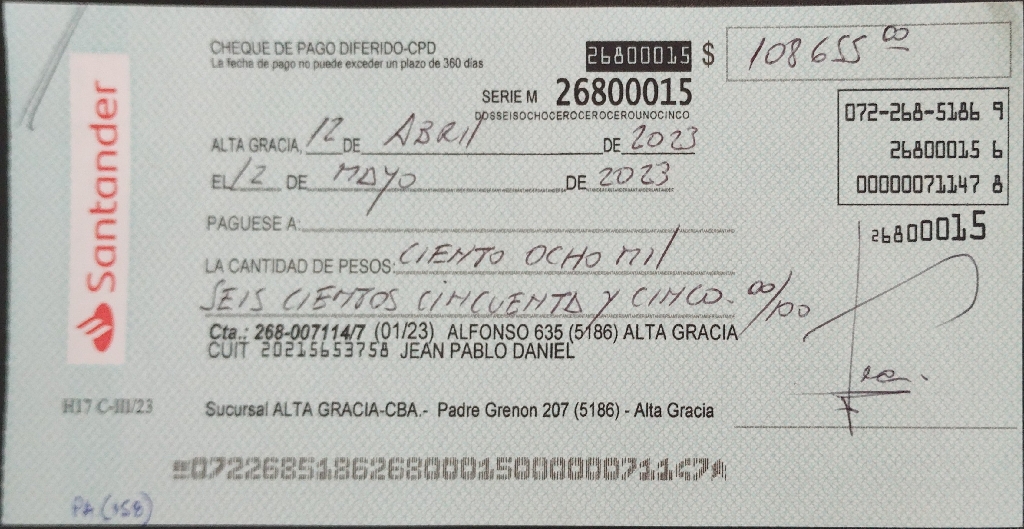 Santander
CHEQUE DE PAGO DIFERIDO-CPD
La fecha de pago no puede exceder un plazo de 360 días
26800015 $ 108655 00
SERIE M 26800015
DOSSEISOCHOCEROCEROCEROUNOCINCO
072-268-5186 9
26800015 6
00000071147 8
ALTA GRACIA, 12 DE ABRIL DE 2023
EL 12 DE MAYO DE 2023
PAGUESE A:
26800015
LA CANTIDAD DE PESOS: CIENTO OCHO MIL
SEIS CIENTOS CINCUENTA Y CINCO. 00/00
Cta.: 268-007114/7 (01/23) ALFONSO 635 (5186) ALTA GRACIA
CUIT 20215653758 JEAN PABLO DANIEL
H17 C-III/23
Sucursal ALTA GRACIA-CBA.- Padre Grenon 207 (5186) - Alta Gracia
072268518626800015000000711147
PA (158)